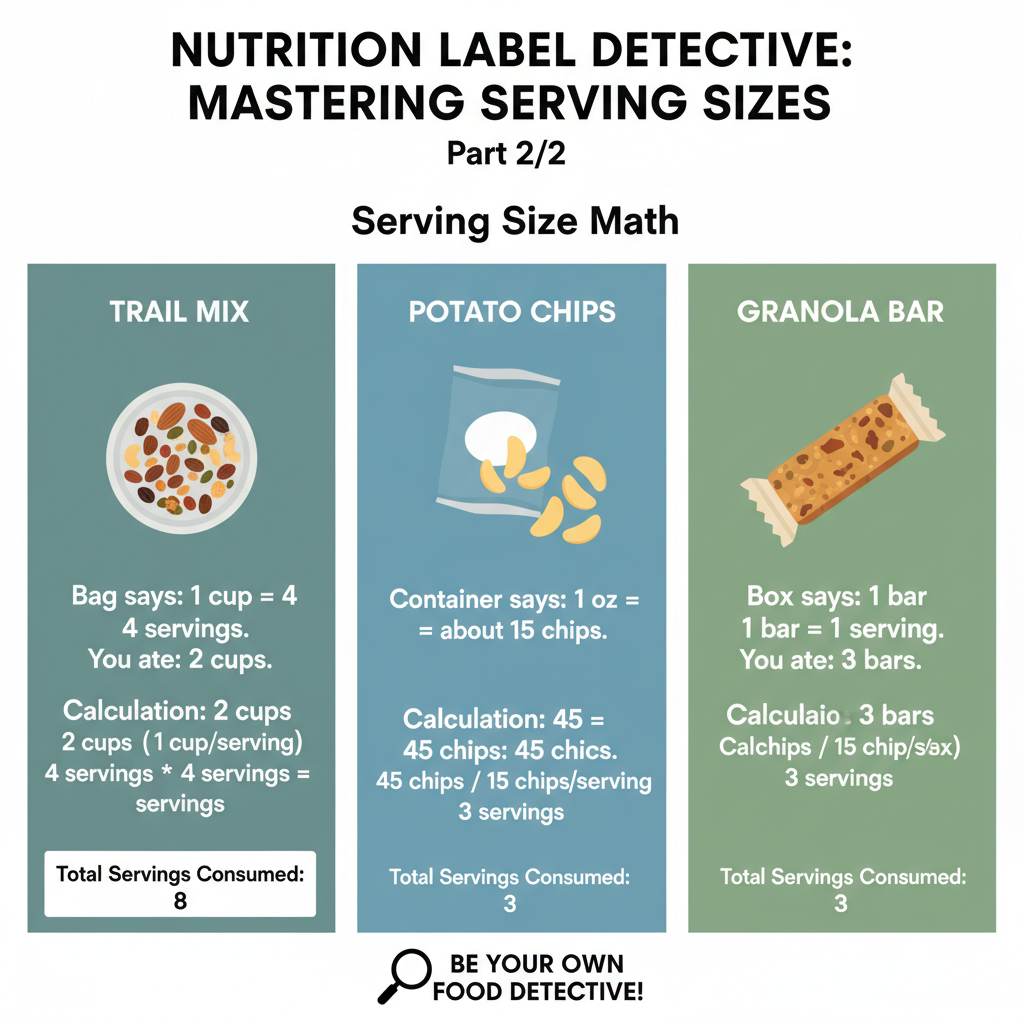 NUTRITION LABEL DETECTIVE:
MASTERING SERVING SIZES
Part 2/2
Serving Size Math
TRAIL MIX
Bag says: 1 cup = 4
4 servings.
You ate: 2 cups.
Calculation: 2 cups
2 cups (1 cup/serving)
4 servings * 4 servings =
servings
Total Servings Consumed:
8
POTATO CHIPS
Container says: 1 oz =
= about 15 chips.
Calculation: 45 =
45 chips: 45 chics.
45 chips / 15 chips/serving
3 servings
Total Servings Consumed:
3
GRANOLA BAR
Box says: 1 bar
1 bar = 1 serving.
You ate: 3 bars.
3 bars
Calchips / 15
3 servings
Total Servings Consumed:
3
BE YOUR OWN
FOOD DETECTIVE!